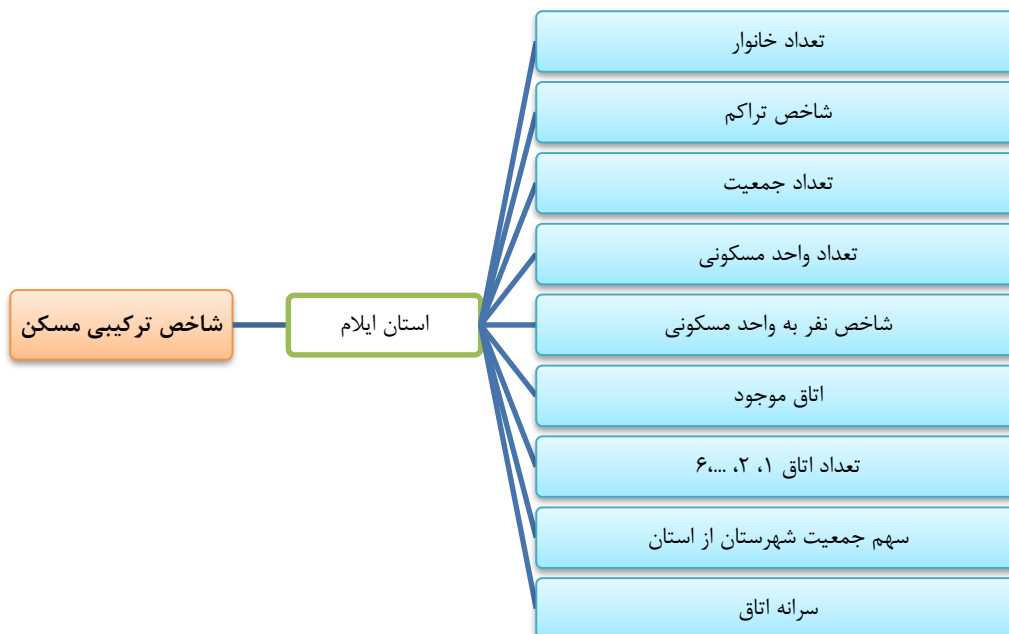 شاخص ترکیبی مسکن
استان ایلام
تعداد خانوار
شاخص تراکم
تعداد جمعیت
تعداد واحد مسکونی
شاخص نفر به واحد مسکونی
اتاق موجود
تعداد اتاق ۱، ۲، ...،۶
سهم جمعیت شهرستان از استان
سرانه اتاق